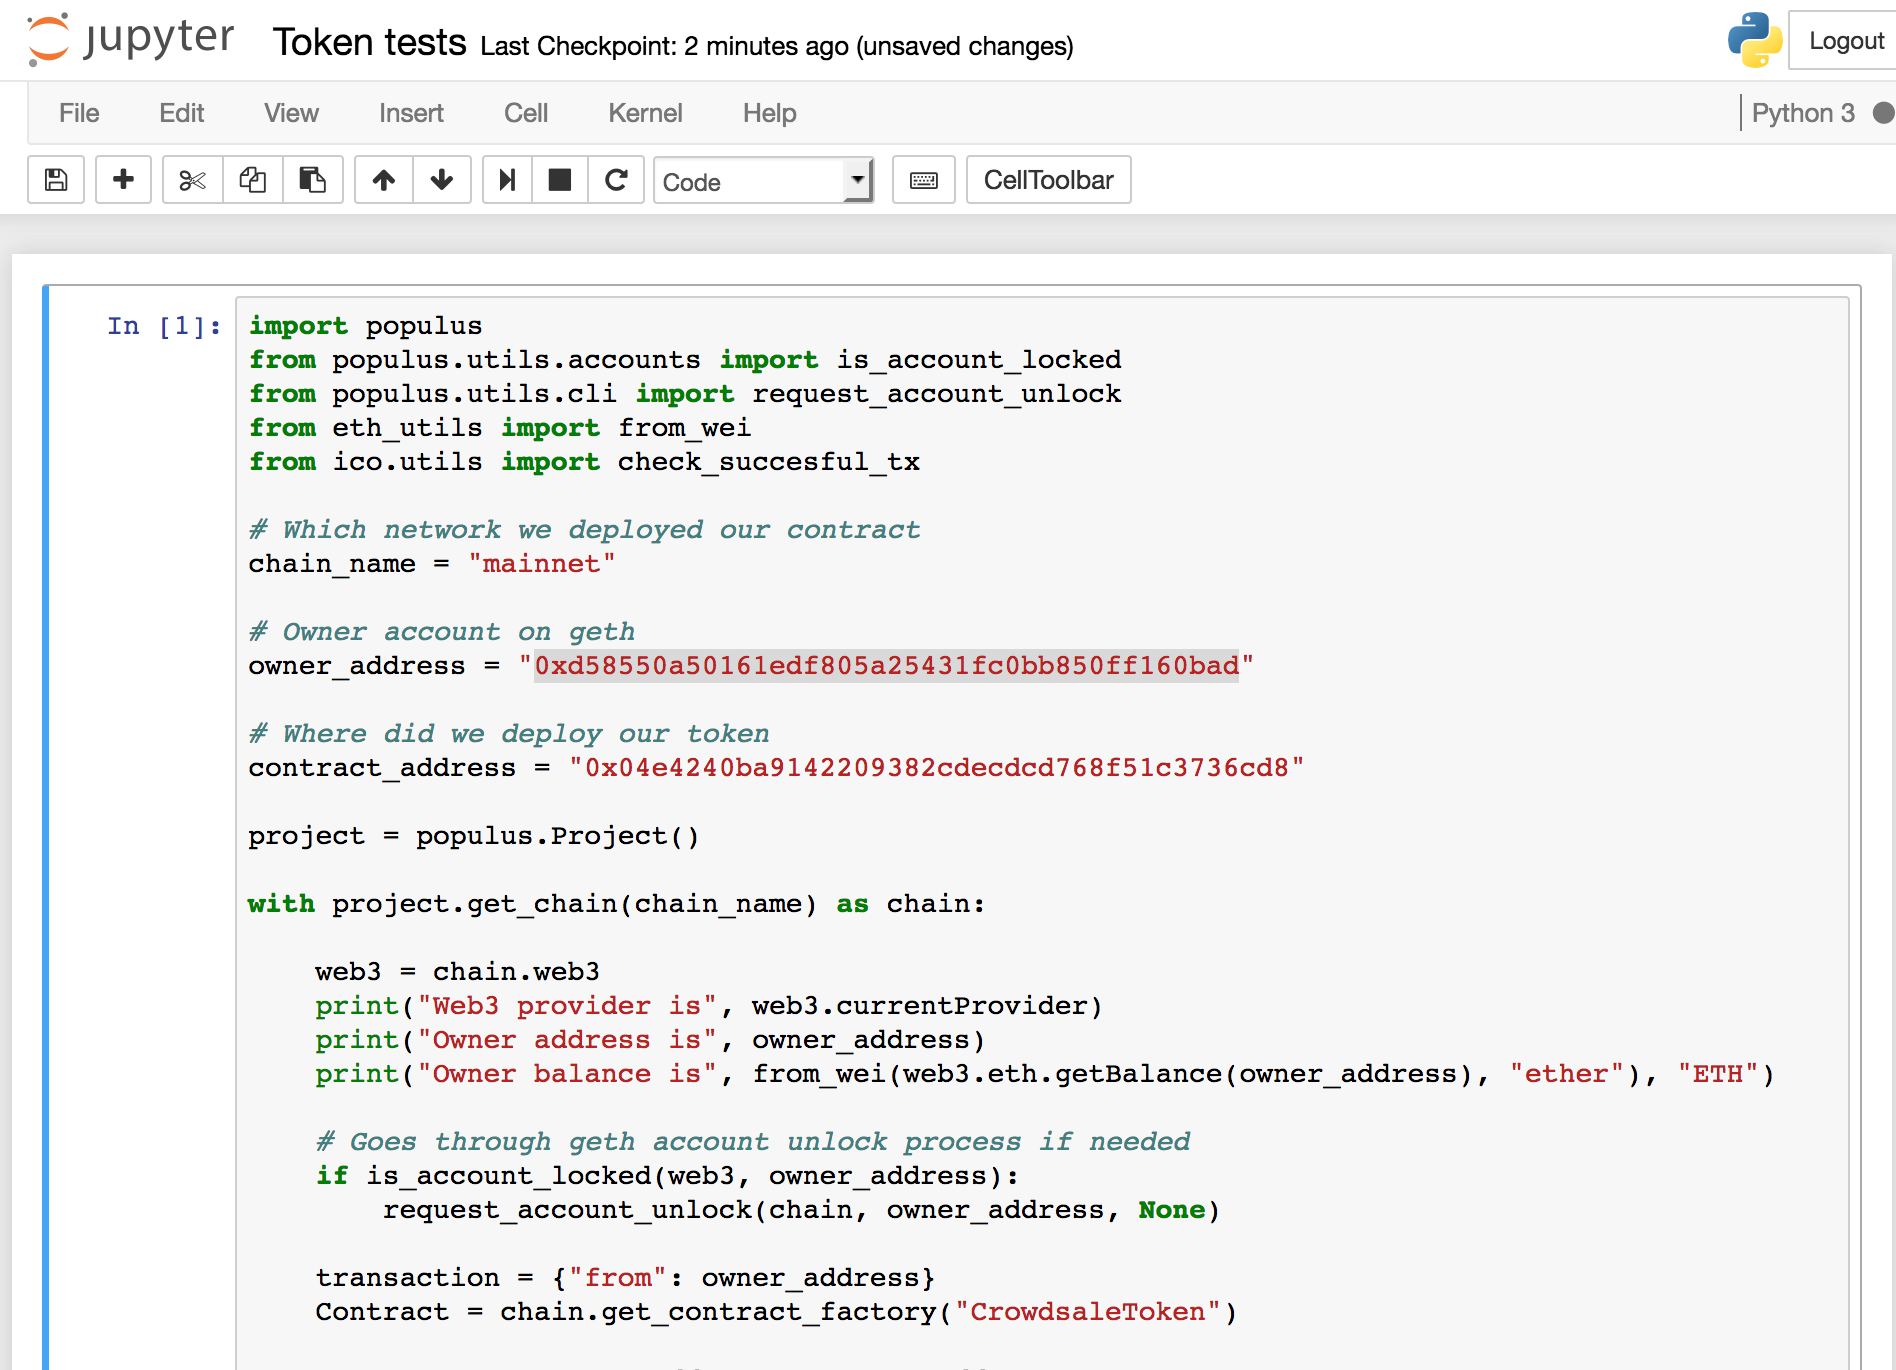 jupyter Token tests Last Checkpoint: 2 minutes ago (unsaved changes) Logout
File Edit View Insert Cell Kernel Help Python 3
Code CellToolbar
In [1]: import populus
from populus.utils.accounts import is_account_locked
from populus.utils.cli import request_account_unlock
from eth_utils import from_wei
from ico.utils import check_succesful_tx
# Which network we deployed our contract
chain_name = "mainnet"
# Owner account on geth
owner_address = "0xd58550a50161edf805a25431fc0bb850ff160bad"
# Where did we deploy our token
contract_address = "0x04e4240ba9142209382cdecdcd768f51c3736cd8"
project = populus.Project()
with project.get_chain(chain_name) as chain:
web3 = chain.web3
print("Web3 provider is", web3.currentProvider)
print("Owner address is", owner_address)
print("Owner balance is", from_wei(web3.eth.getBalance(owner_address), "ether"), "ETH")
# Goes through geth account unlock process if needed
if is_account_locked(web3, owner_address):
request_account_unlock(chain, owner_address, None)
transaction = {"from": owner_address}
Contract = chain.get_contract_factory("CrowdsaleToken")